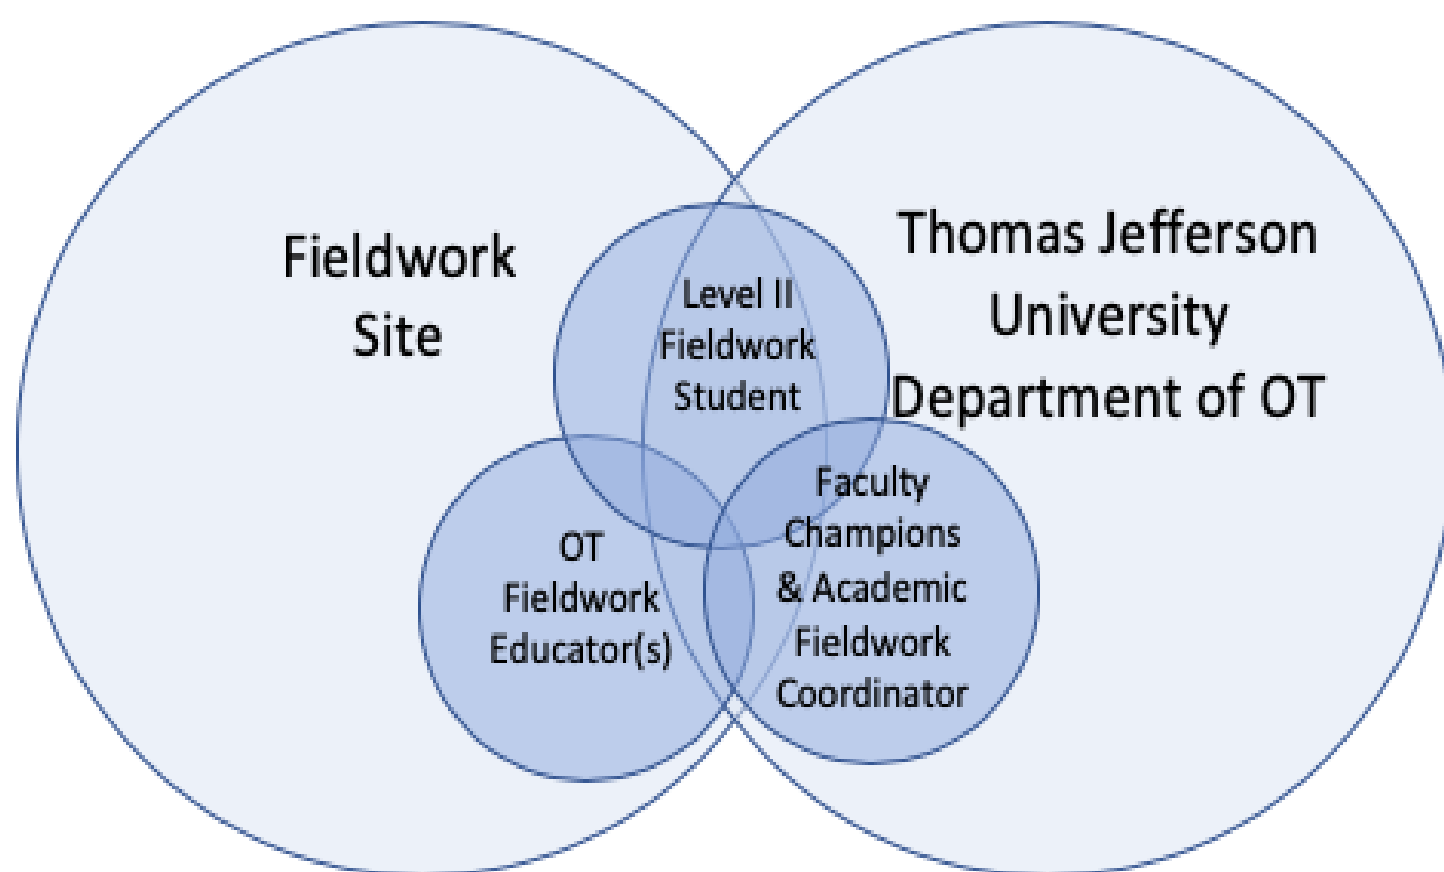 Fieldwork
Site
Thomas Jefferson
University
Department of OT
Level II
Fieldwork
Student
OT
Fieldwork
Educator(s)
Faculty
Champions
& Academic
Fieldwork
Coordinator